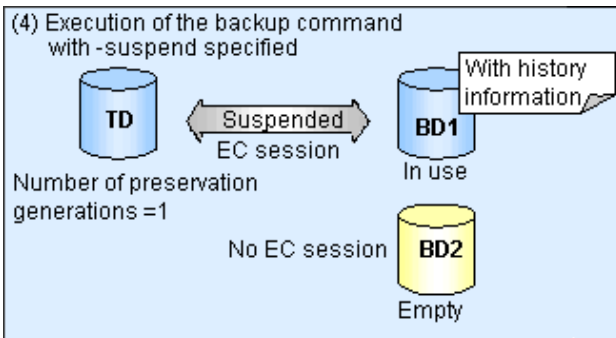 (4) Execution of the backup command
with -suspend specified
With history
information
TD
Suspended
BD1
EC session
In use
Number of preservation
generations =1
No EC session
BD2
Empty